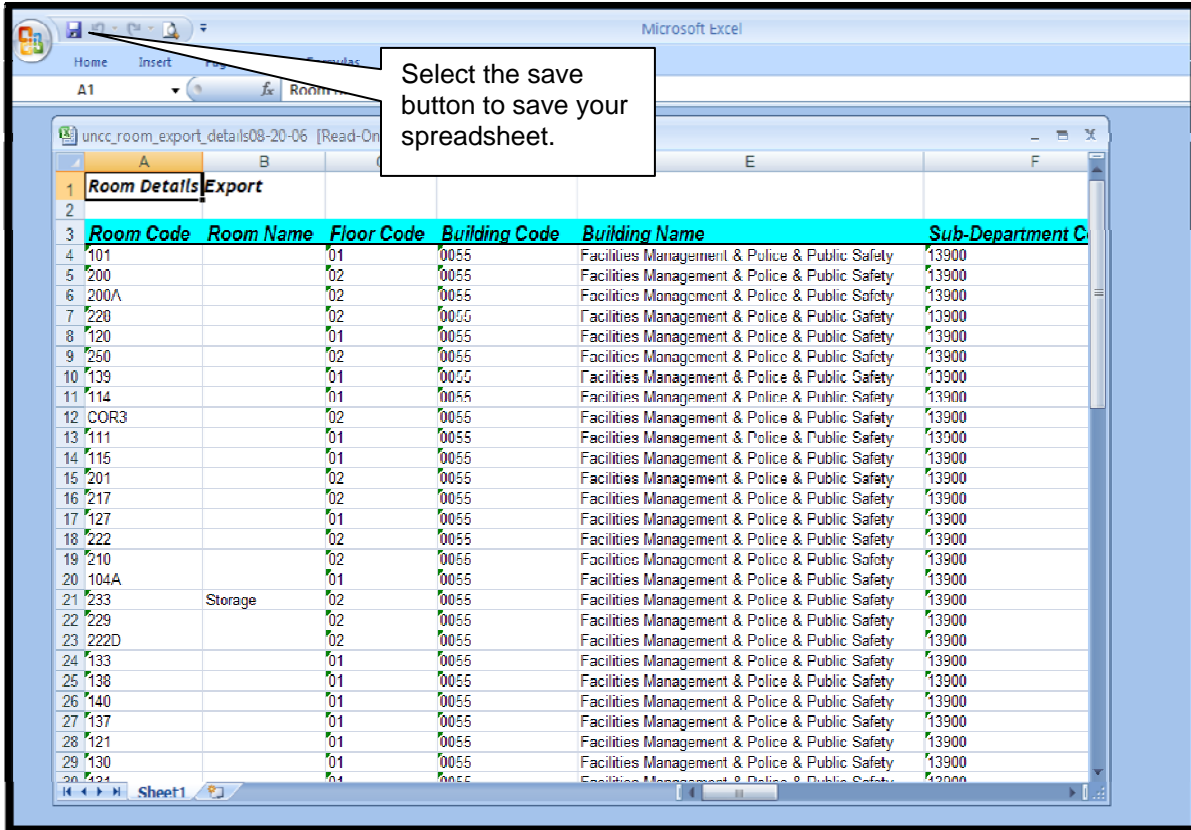 Microsoft Excel
Home Insert Formulas
Select the save
button to save your
spreadsheet.
A1 fx
uncc_room_export_details08-20-06 [Read-On
A B E F
1 Room Details Export
2
3 Room Code Room Name Floor Code Building Code Building Name Sub-Department C
4 101 01 0055 Facilities Management & Police & Public Safety 13900
5 200 02 0055 Facilities Management & Police & Public Safety 13900
6 200A 02 0055 Facilities Management & Police & Public Safety 13900
7 228 02 0055 Facilities Management & Police & Public Safety 13900
8 120 01 0055 Facilities Management & Police & Public Safety 13900
9 250 02 0055 Facilities Management & Police & Public Safety 13900
10 139 01 0055 Facilities Management & Police & Public Safety 13900
11 114 01 0055 Facilities Management & Police & Public Safety 13900
12 COR3 02 0055 Facilities Management & Police & Public Safety 13900
13 111 01 0055 Facilities Management & Police & Public Safety 13900
14 115 01 0055 Facilities Management & Police & Public Safety 13900
15 201 02 0055 Facilities Management & Police & Public Safety 13900
16 217 02 0055 Facilities Management & Police & Public Safety 13900
17 127 01 0055 Facilities Management & Police & Public Safety 13900
18 222 02 0055 Facilities Management & Police & Public Safety 13900
19 210 02 0055 Facilities Management & Police & Public Safety 13900
20 104A 01 0055 Facilities Management & Police & Public Safety 13900
21 233 Storage 02 0055 Facilities Management & Police & Public Safety 13900
22 229 02 0055 Facilities Management & Police & Public Safety 13900
23 222D 02 0055 Facilities Management & Police & Public Safety 13900
24 133 01 0055 Facilities Management & Police & Public Safety 13900
25 138 01 0055 Facilities Management & Police & Public Safety 13900
26 140 01 0055 Facilities Management & Police & Public Safety 13900
27 137 01 0055 Facilities Management & Police & Public Safety 13900
28 121 01 0055 Facilities Management & Police & Public Safety 13900
29 130 01 0055 Facilities Management & Police & Public Safety 13900
Sheet1